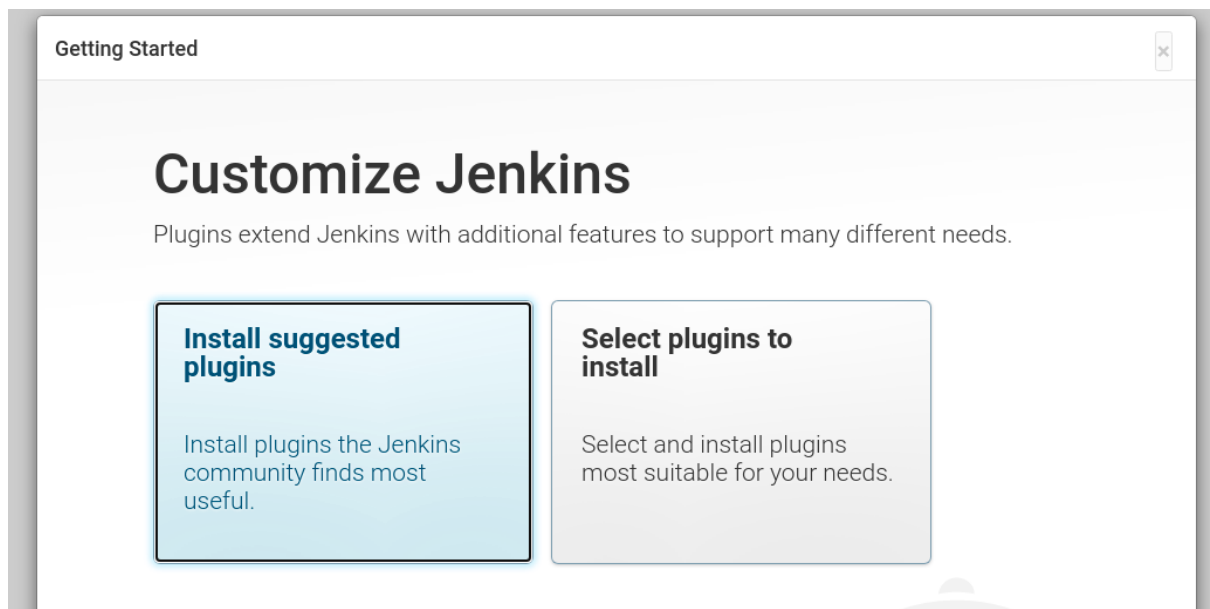 Getting Started
×
Customize Jenkins
Plugins extend Jenkins with additional features to support many different needs.
Install suggested
plugins
Install plugins the Jenkins
community finds most
useful.
Select plugins to
install
Select and install plugins
most suitable for your needs.